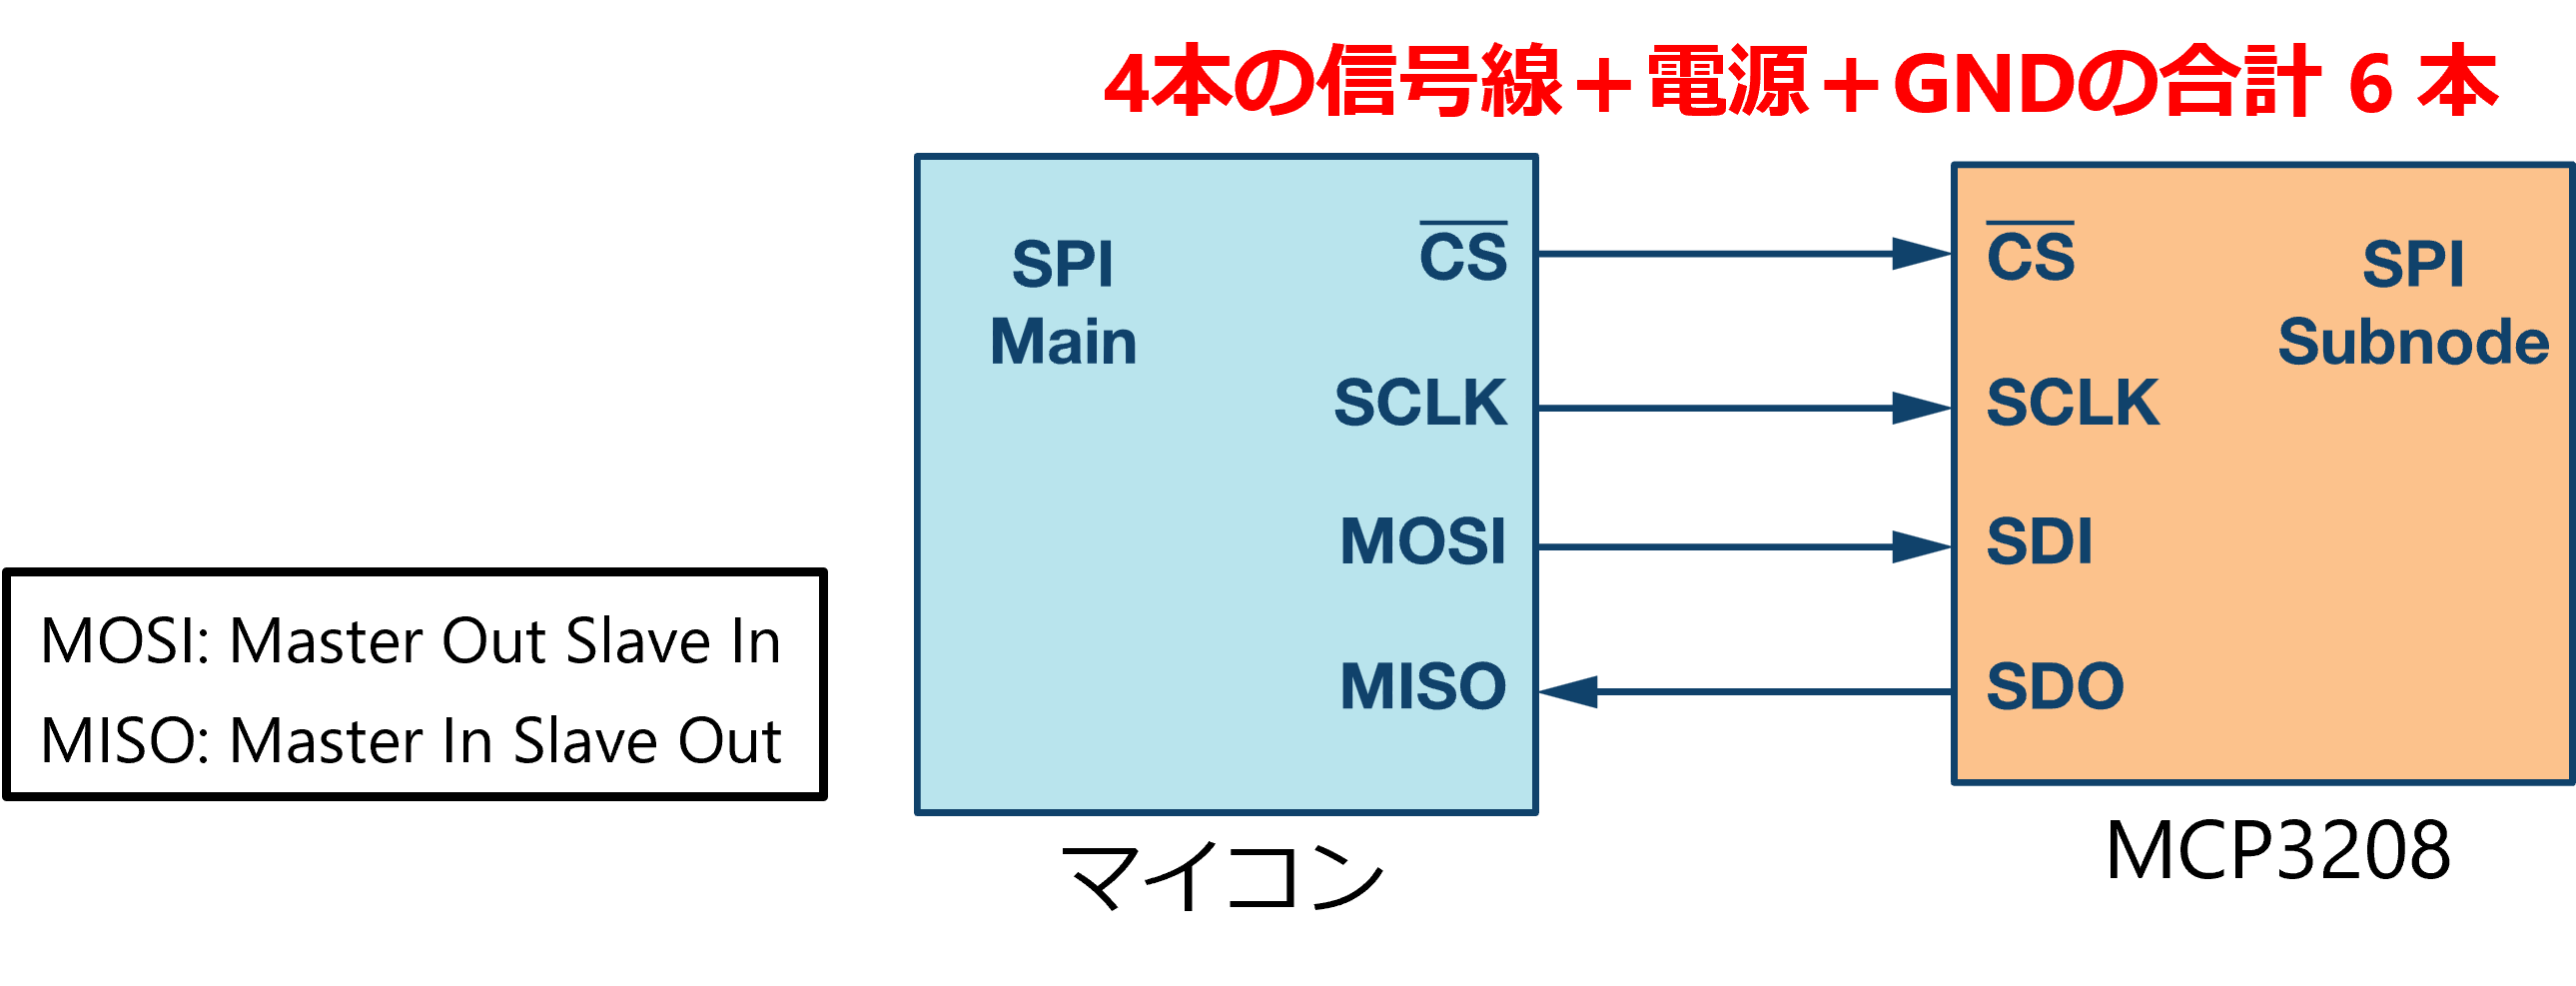 4本の信号線＋電源＋GNDの合計 6 本
SPI
Main
CS
SCLK
MOSI
MISO
CS
SCLK
SDI
SDO
SPI
Subnode
MOSI: Master Out Slave In
MISO: Master In Slave Out
マイコン
MCP3208